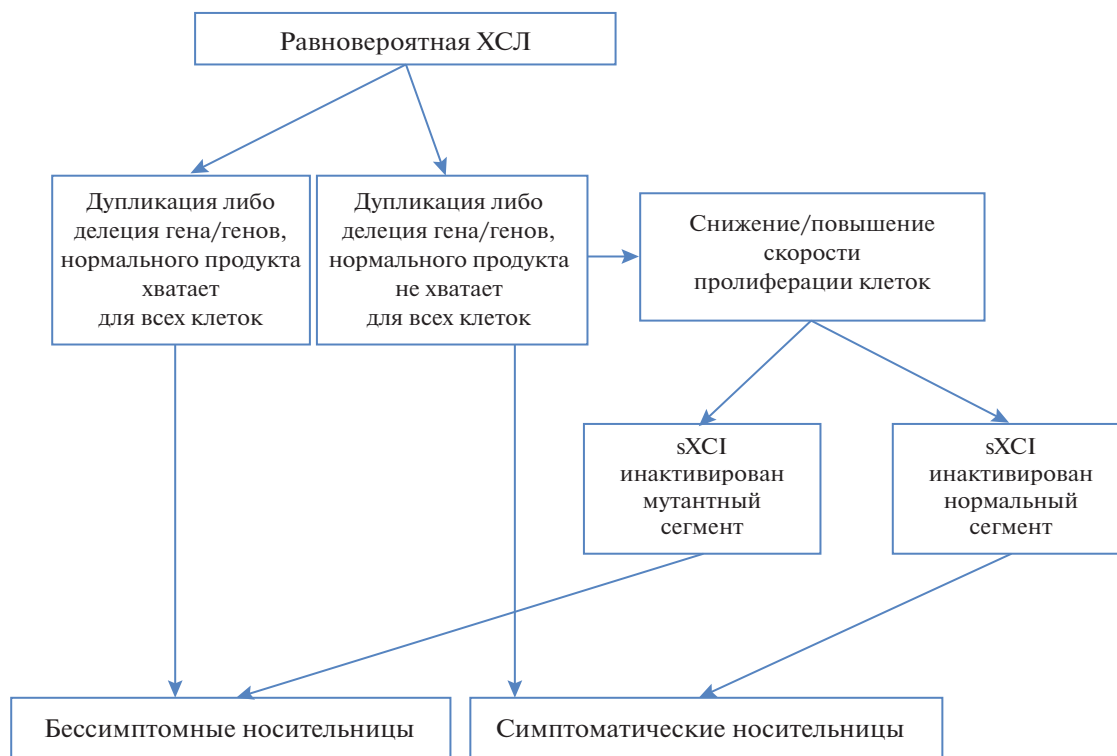 Равновероятная ХСЛ
Дупликация либо
делеция гена/генов,
нормального продукта
хватает
для всех клеток
Дупликация либо
делеция гена/генов,
нормального продукта
не хватает
для всех клеток
Снижение/повышение
скорости
пролиферации клеток
sXCI
инактивирован
мутантный
сегмент
sXCI
инактивирован
нормальный
сегмент
Бессимптомные носительницы
Симптоматические носительницы